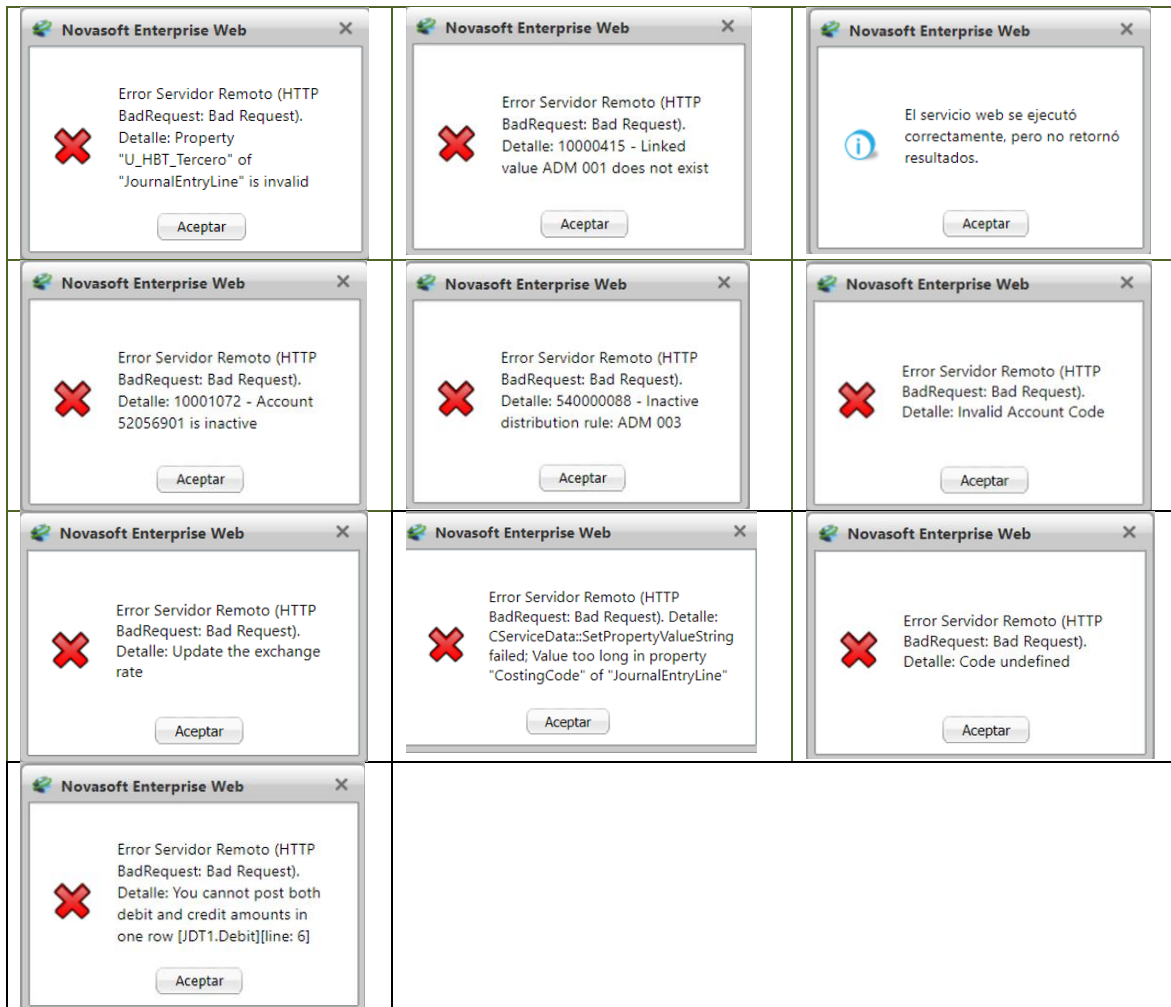 Novasoft Enterprise Web
Error Servidor Remoto (HTTP
BadRequest: Bad Request).
Detalle: Property
"U_HBT_Tercero" of
"JournalEntryLine" is invalid
Aceptar
Novasoft Enterprise Web
Error Servidor Remoto (HTTP
BadRequest: Bad Request).
Detalle: 10000415 - Linked
value ADM 001 does not exist
Aceptar
Novasoft Enterprise Web
El servicio web se ejecutó
correctamente, pero no retornó
resultados.
Aceptar
Novasoft Enterprise Web
Error Servidor Remoto (HTTP
BadRequest: Bad Request).
Detalle: 10001072 - Account
52056901 is inactive
Aceptar
Novasoft Enterprise Web
Error Servidor Remoto (HTTP
BadRequest: Bad Request).
Detalle: 540000088 - Inactive
distribution rule: ADM 003
Aceptar
Novasoft Enterprise Web
Error Servidor Remoto (HTTP
BadRequest: Bad Request).
Detalle: Invalid Account Code
Aceptar
Novasoft Enterprise Web
Error Servidor Remoto (HTTP
BadRequest: Bad Request).
Detalle: Update the exchange
rate
Aceptar
Novasoft Enterprise Web
Error Servidor Remoto (HTTP
BadRequest: Bad Request). Detalle:
CServiceData::SetPropertyValueString
failed; Value too long in property
"CostingCode" of "JournalEntryLine"
Aceptar
Novasoft Enterprise Web
Error Servidor Remoto (HTTP
BadRequest: Bad Request).
Detalle: Code undefined
Aceptar
Novasoft Enterprise Web
Error Servidor Remoto (HTTP
BadRequest: Bad Request).
Detalle: You cannot post both
debit and credit amounts in
one row [JDT1.Debit][line: 6]
Aceptar